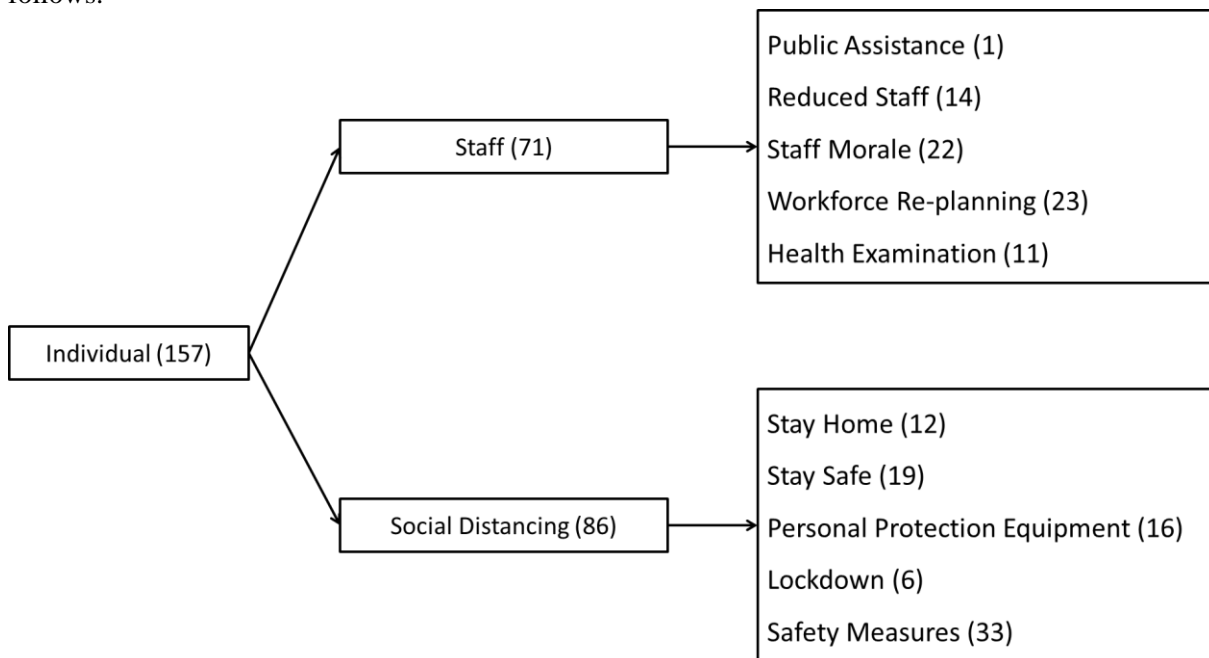 follows.
Public Assistance (1)
Reduced Staff (14)
Staff (71)
Staff Morale (22)
Workforce Re-planning (23)
Health Examination (11)
Individual (157)
Stay Home (12)
Stay Safe (19)
Social Distancing (86)
Personal Protection Equipment (16)
Lockdown (6)
Safety Measures (33)